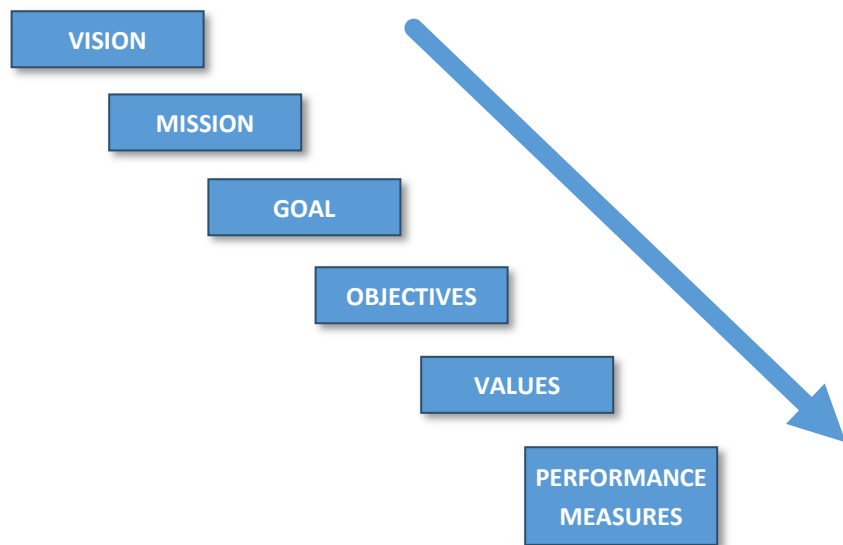 VISION
MISSION
GOAL
OBJECTIVES
VALUES
PERFORMANCE
MEASURES